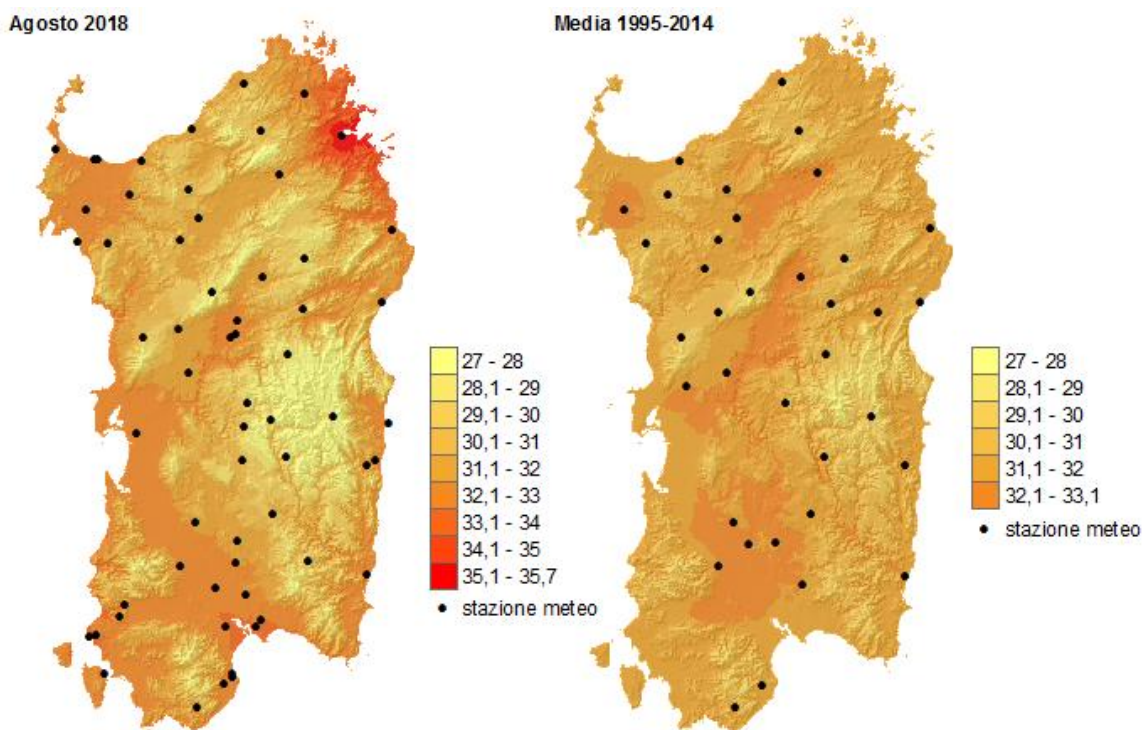 Agosto 2018
Media 1995-2014
27 - 28
28,1 - 29
29,1 - 30
30,1 - 31
31,1 - 32
32,1 - 33
33,1 - 34
34,1 - 35
35,1 - 35,7
stazione meteo
27 - 28
28,1 - 29
29,1 - 30
30,1 - 31
31,1 - 32
32,1 - 33,1
stazione meteo